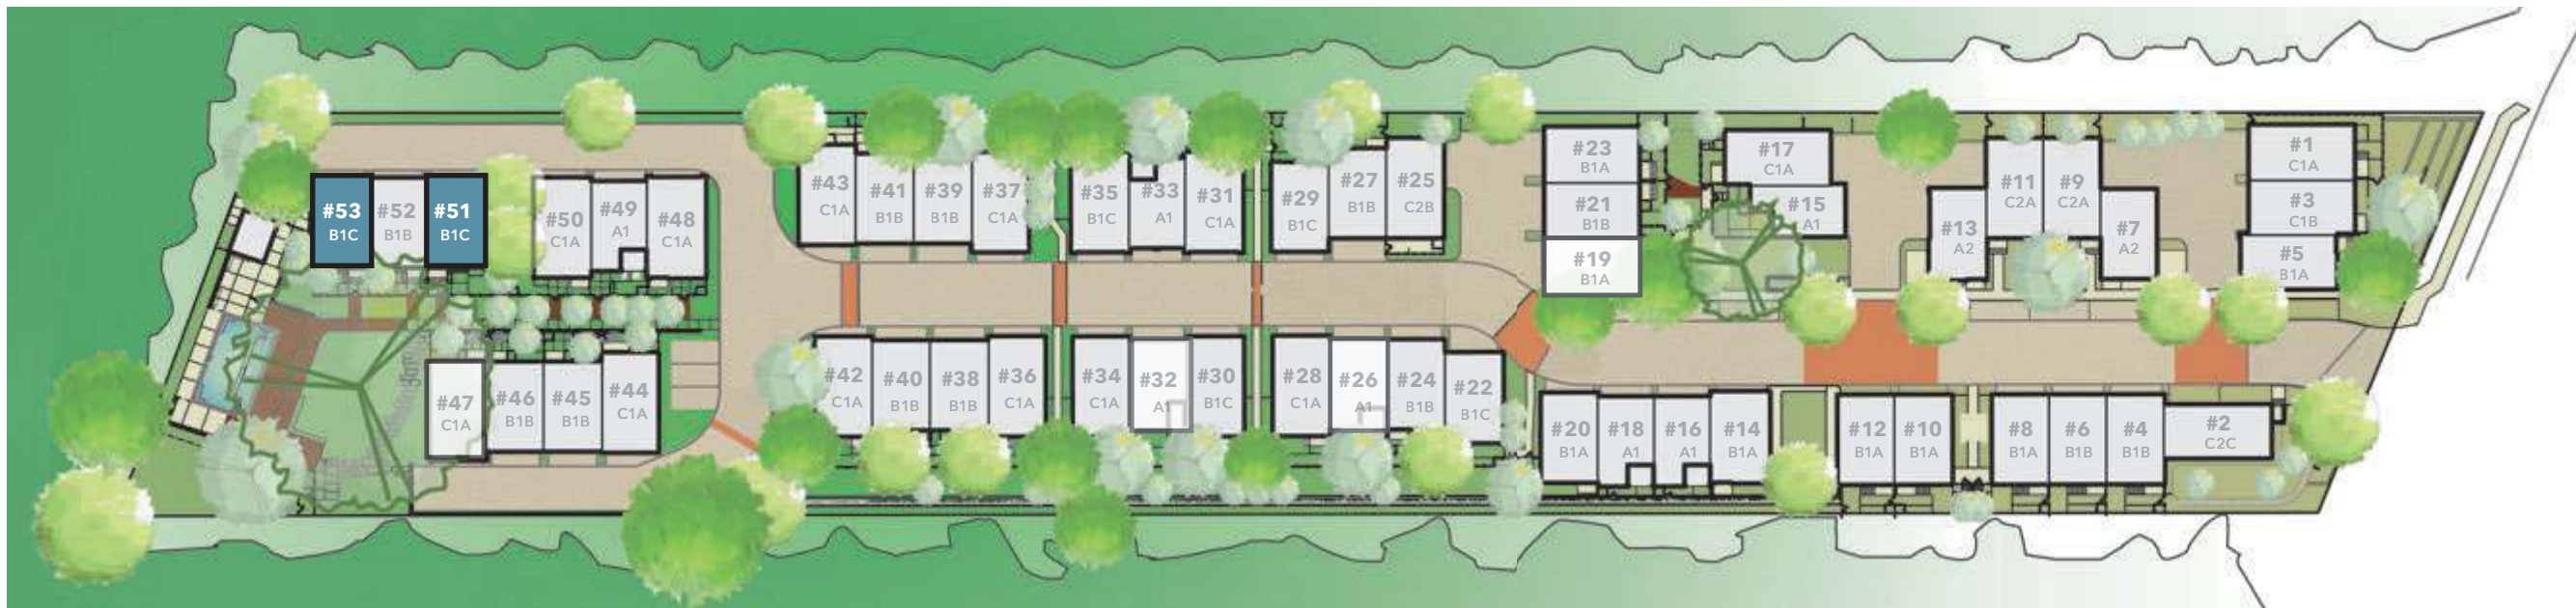 #53
B1C
#52
B1B
#51
B1C
#50
C1A
#49
A1
#48
C1A
#43
C1A
#41
B1B
#39
B1B
#37
C1A
#35
B1C
#33
A1
#31
C1A
#29
B1C
#27
B1B
#25
C2B
#23
B1A
#21
B1B
#19
B1A
#17
C1A
#15
A1
#13
A2
#11
C2A
#9
C2A
#7
A2
#1
C1A
#3
C1B
#5
B1A
#47
C1A
#46
B1B
#45
B1B
#44
C1A
#42
C1A
#40
B1B
#38
B1B
#36
C1A
#34
C1A
#32
A1
#30
B1C
#28
C1A
#26
A1
#24
B1B
#22
B1C
#20
B1A
#18
A1
#16
A1
#14
B1A
#12
B1A
#10
B1A
#8
B1A
#6
B1B
#4
B1B
#2
C2C